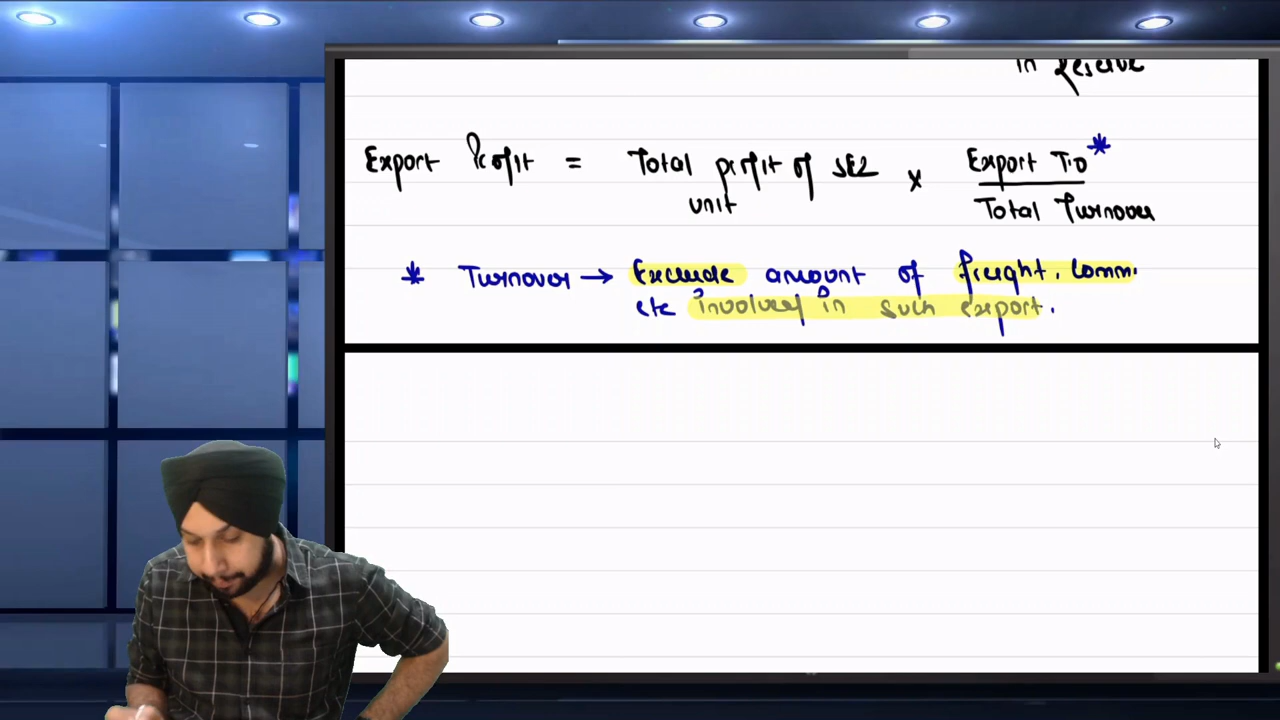 in Reserve
Export Profit = Total profit of SEZ unit x Export T.O* / Total Turnover
* Turnover → Exclude amount of freight, Comm.
etc involved in such export.